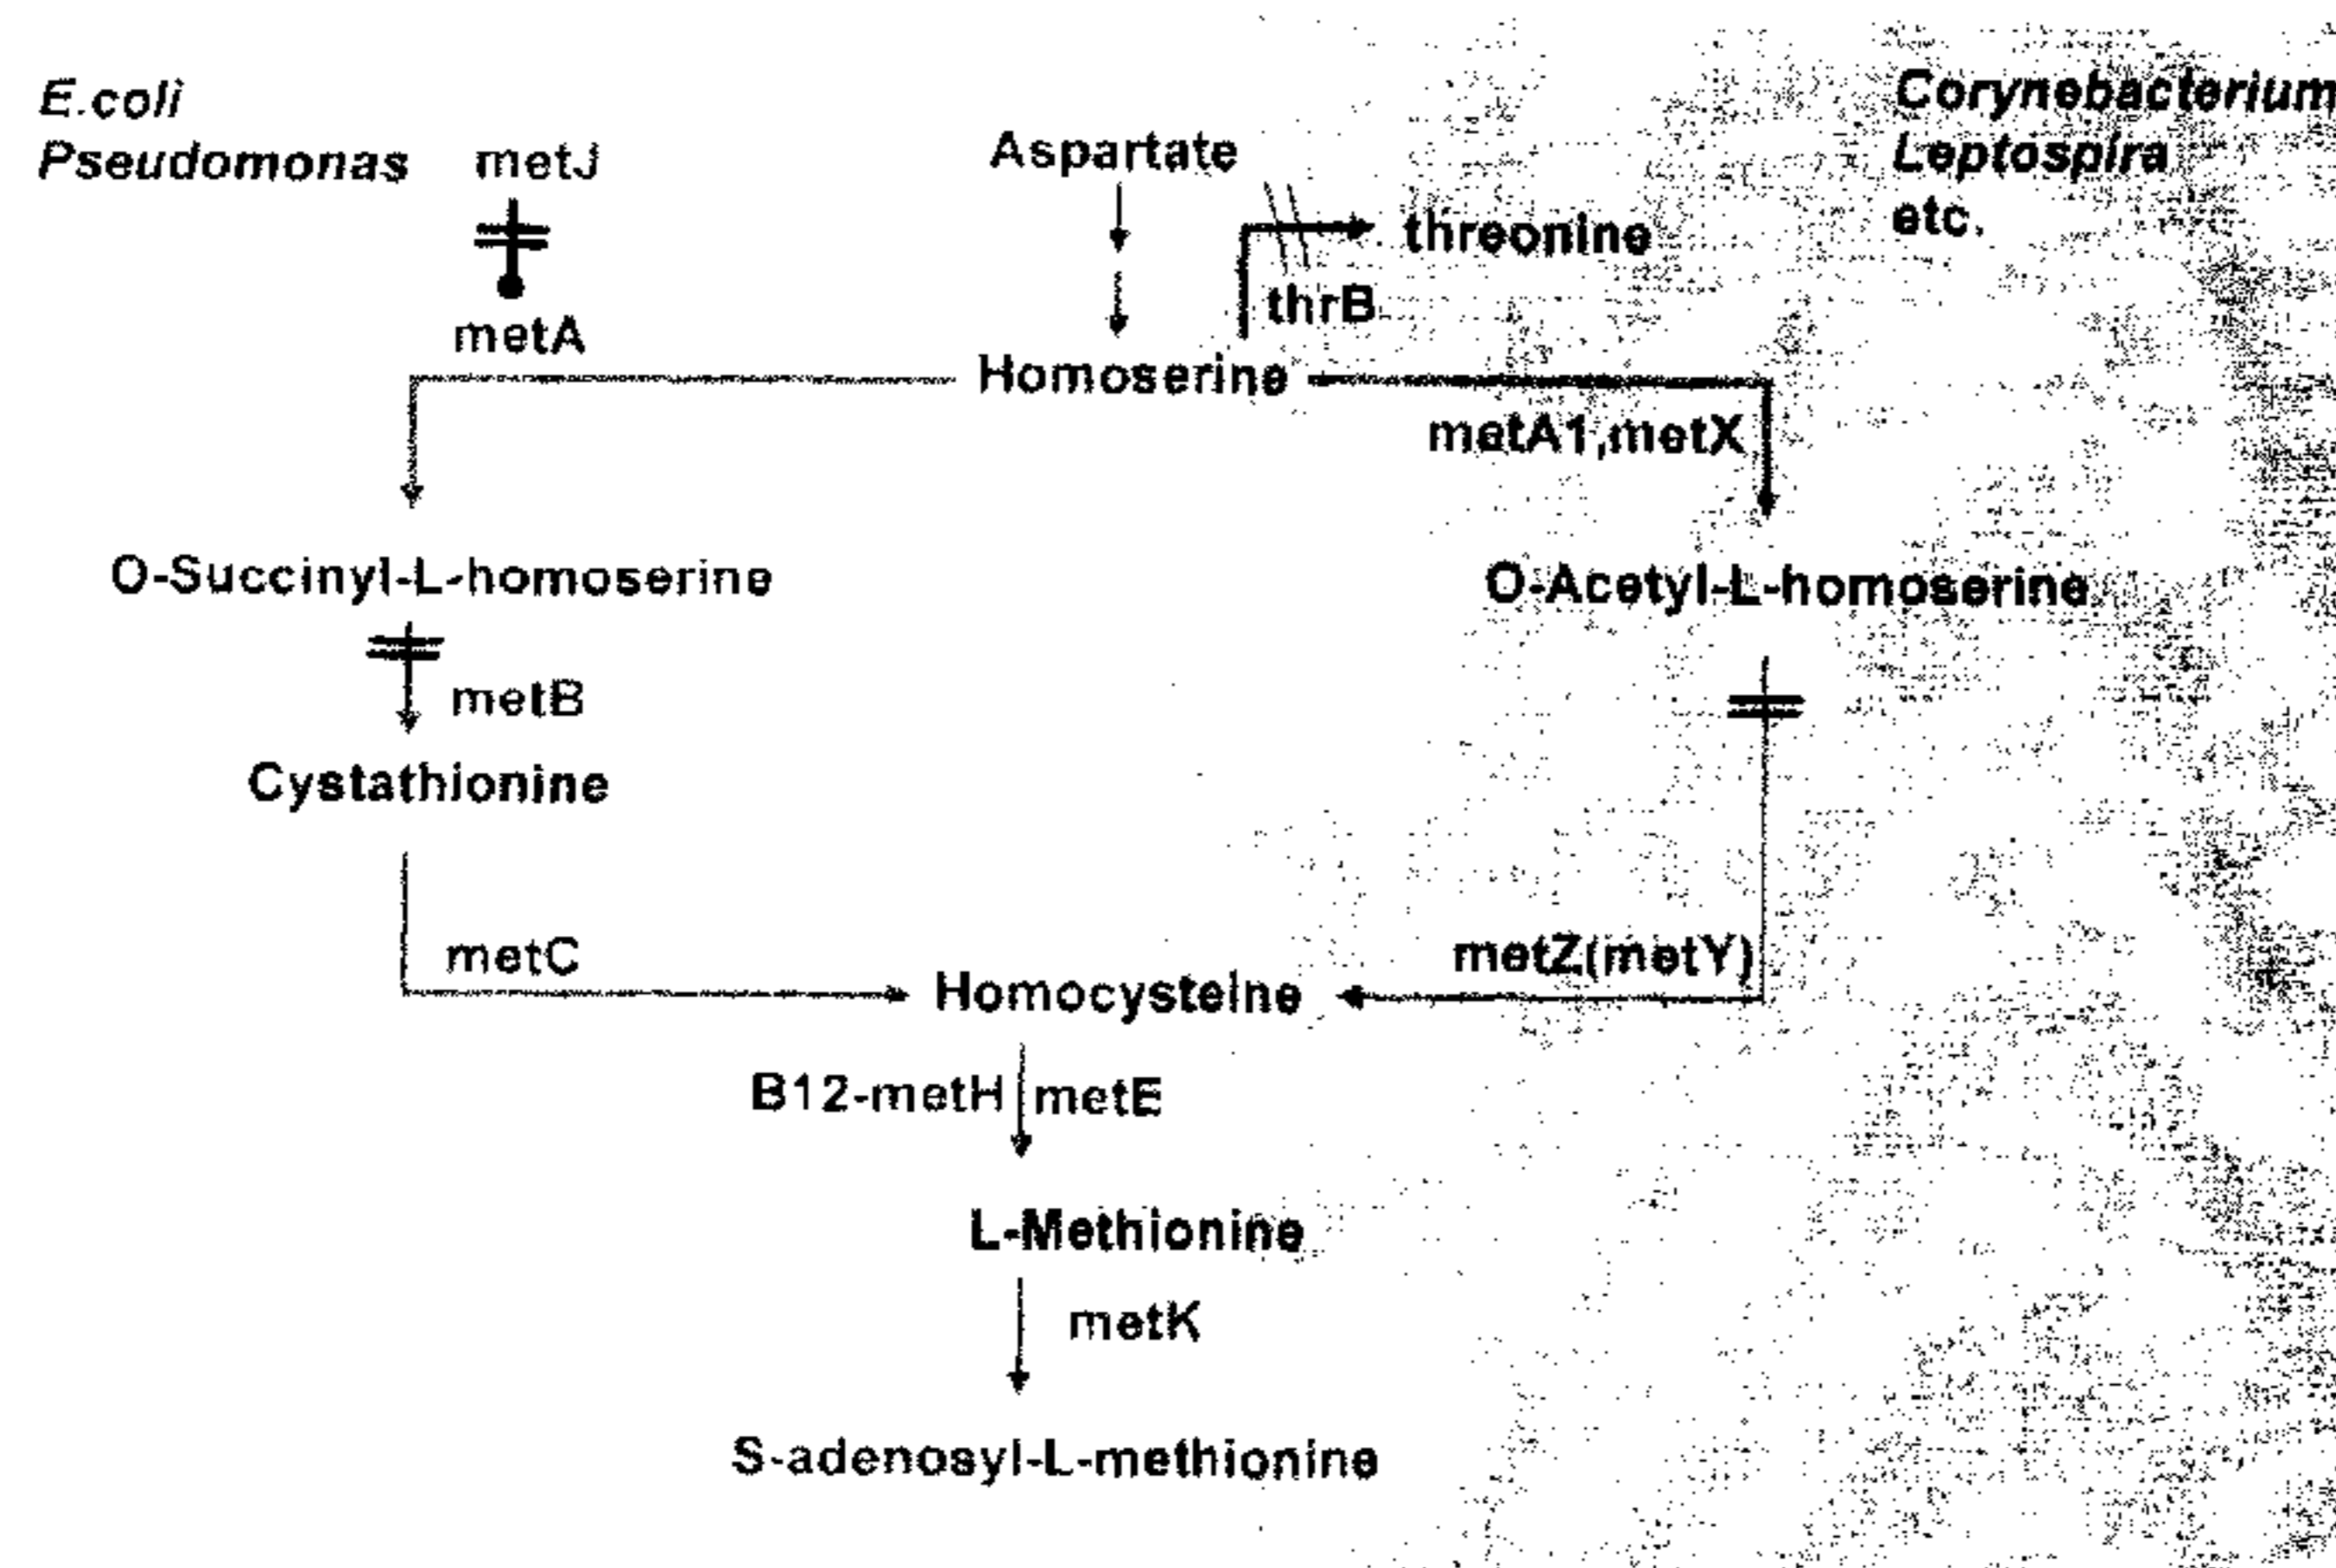 E.coli
Pseudomonas
metJ
metA
Aspartate
threonine
thrB
Homoserine
Corynebacterium
Leptospira
etc.
metA1,metX
O-Succinyl-L-homoserine
O-Acetyl-L-homoserine
metB
Cystathionine
metC
metZ(metY)
Homocysteine
B12-metH
metE
L-Methionine
metK
S-adenosyl-L-methionine